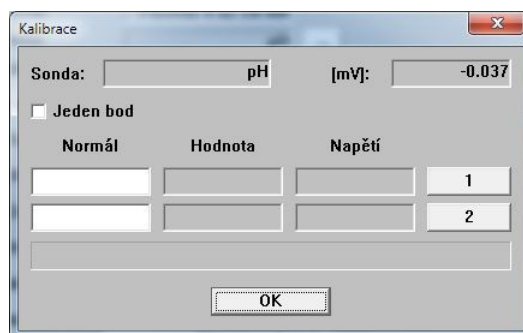 Kalibrace
Sonda: pH [mV]: -0.037
Jeden bod
Normál Hodnota Napětí
1
2
OK